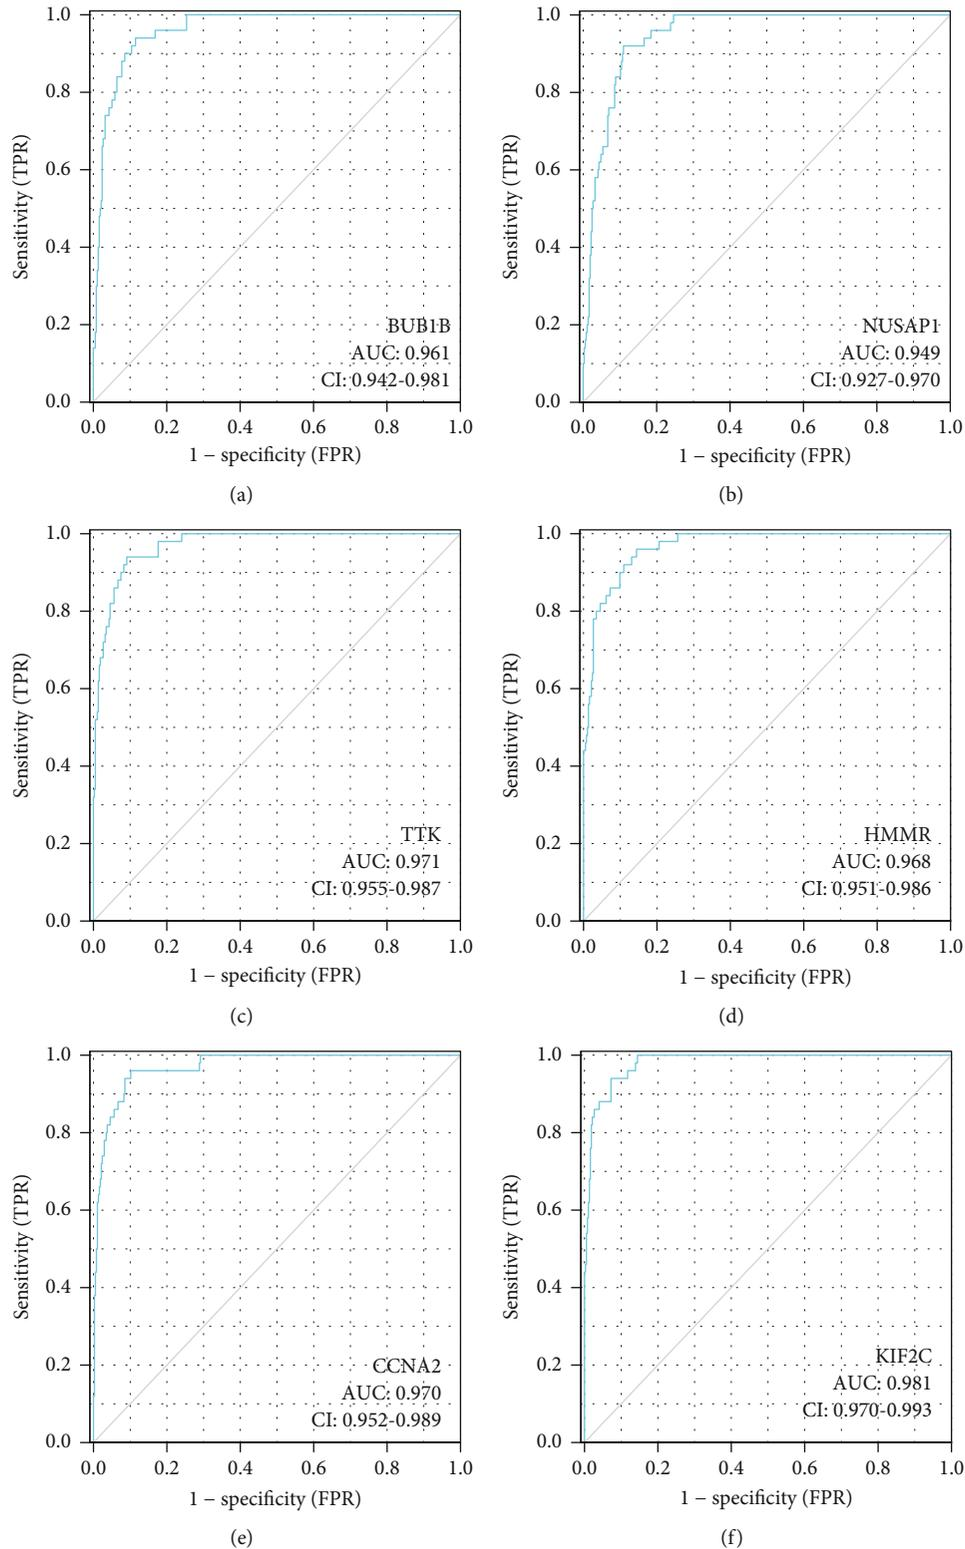 1.0
0.8
0.6
0.4
0.2
0.0
Sensitivity (TPR)
BUB1B
AUC: 0.961
CI: 0.942-0.981
0.0 0.2 0.4 0.6 0.8 1.0
1 − specificity (FPR)
(a)
1.0
0.8
0.6
0.4
0.2
0.0
Sensitivity (TPR)
NUSAP1
AUC: 0.949
CI: 0.927-0.970
0.0 0.2 0.4 0.6 0.8 1.0
1 − specificity (FPR)
(b)
1.0
0.8
0.6
0.4
0.2
0.0
Sensitivity (TPR)
TTK
AUC: 0.971
CI: 0.955-0.987
0.0 0.2 0.4 0.6 0.8 1.0
1 − specificity (FPR)
(c)
1.0
0.8
0.6
0.4
0.2
0.0
Sensitivity (TPR)
HMMR
AUC: 0.968
CI: 0.951-0.986
0.0 0.2 0.4 0.6 0.8 1.0
1 − specificity (FPR)
(d)
1.0
0.8
0.6
0.4
0.2
0.0
Sensitivity (TPR)
CCNA2
AUC: 0.970
CI: 0.952-0.989
0.0 0.2 0.4 0.6 0.8 1.0
1 − specificity (FPR)
(e)
1.0
0.8
0.6
0.4
0.2
0.0
Sensitivity (TPR)
KIF2C
AUC: 0.981
CI: 0.970-0.993
0.0 0.2 0.4 0.6 0.8 1.0
1 − specificity (FPR)
(f)